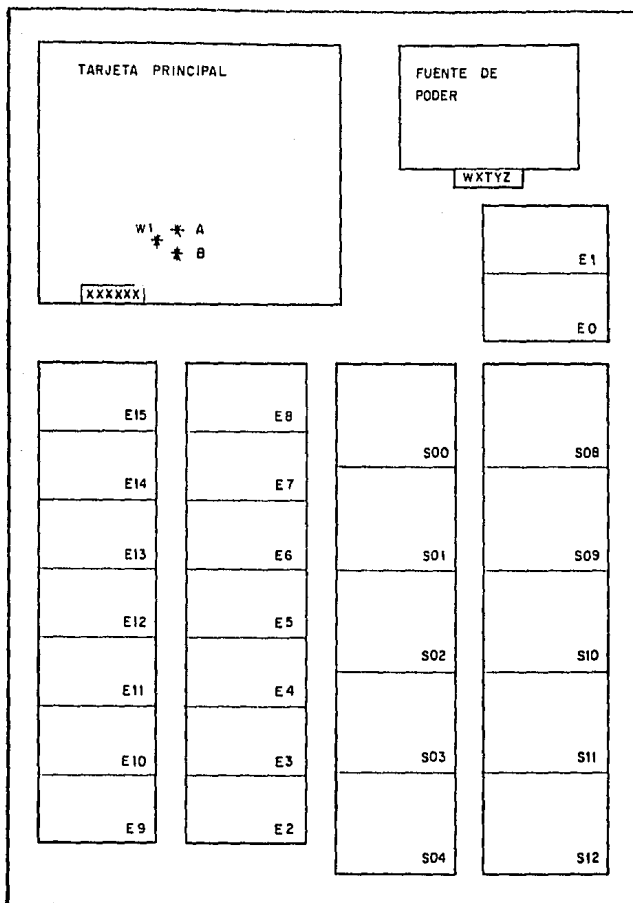 TARJETA PRINCIPAL
FUENTE DE
PODER
WXTYZ
W1 A
B
XXXXXX
E1
E0
E15
E14
E13
E12
E11
E10
E9
E8
E7
E6
E5
E4
E3
E2
S00
S01
S02
S03
S04
S08
S09
S10
S11
S12